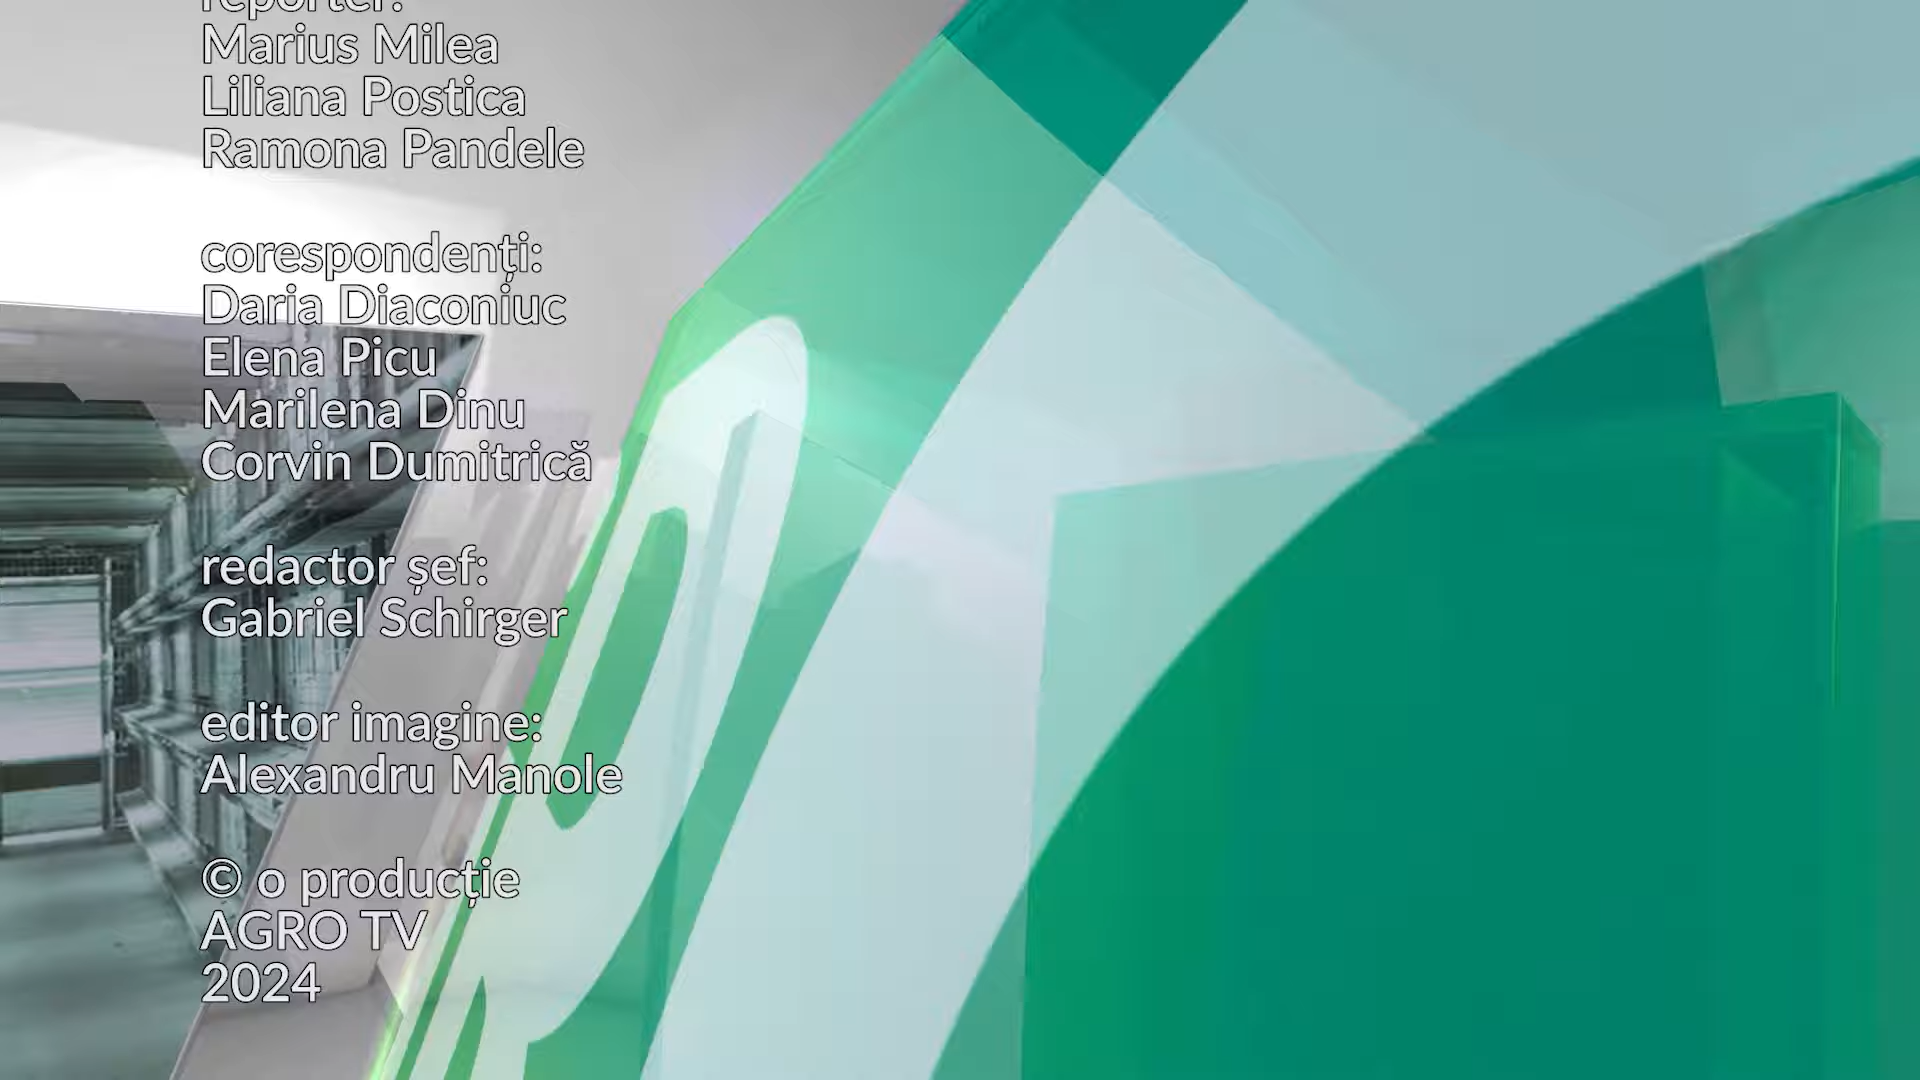 reporter:
Marius Milea
Liliana Postica
Ramona Pandele
corespondenți:
Daria Diaconiuc
Elena Picu
Marilena Dinu
Corvin Dumitrică
redactor șef:
Gabriel Schirger
editor imagine:
Alexandru Manole
© o producție
AGRO TV
2024